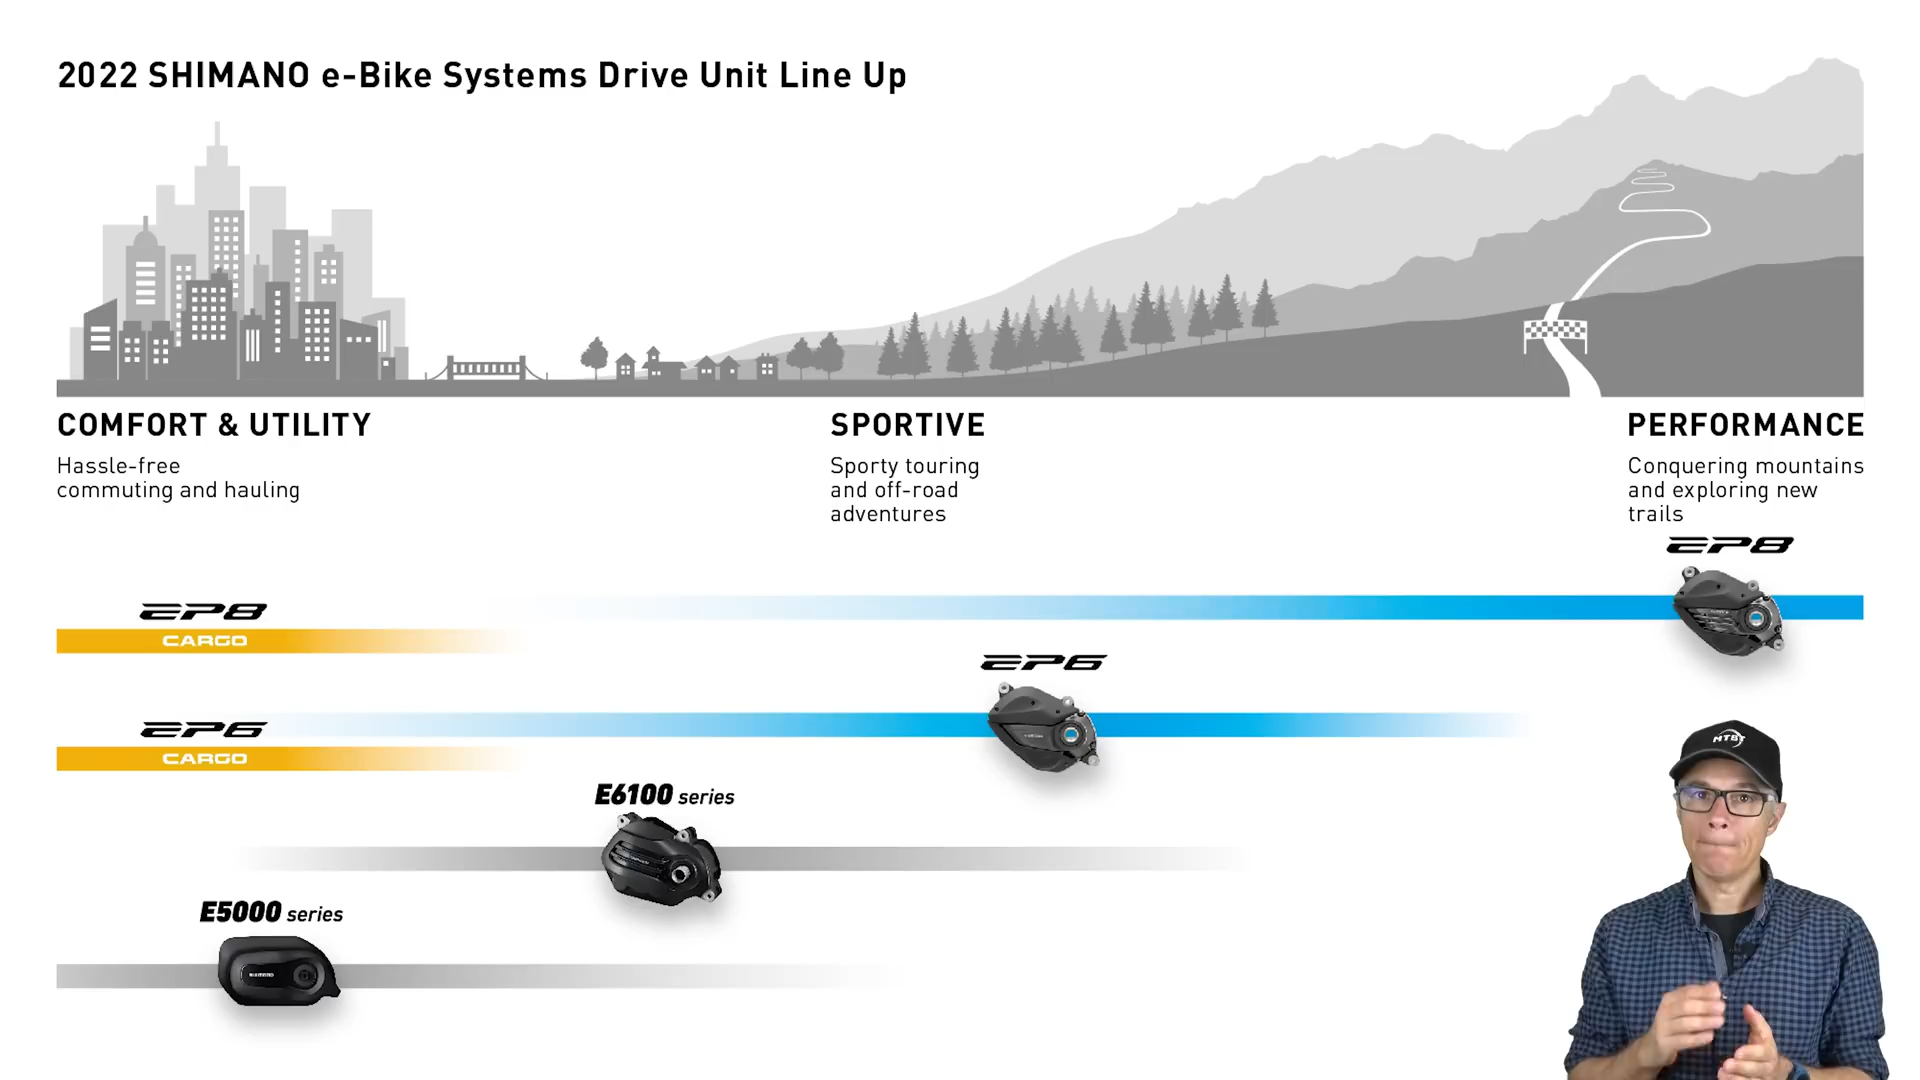 2022 SHIMANO e-Bike Systems Drive Unit Line Up
COMFORT & UTILITY
Hassle-free
commuting and hauling
SPORTIVE
Sporty touring
and off-road
adventures
PERFORMANCE
Conquering mountains
and exploring new
trails
EP8
EP8
CARGO
EP6
EP6
CARGO
E6100 series
E5000 series
SHIMANO
MTBT